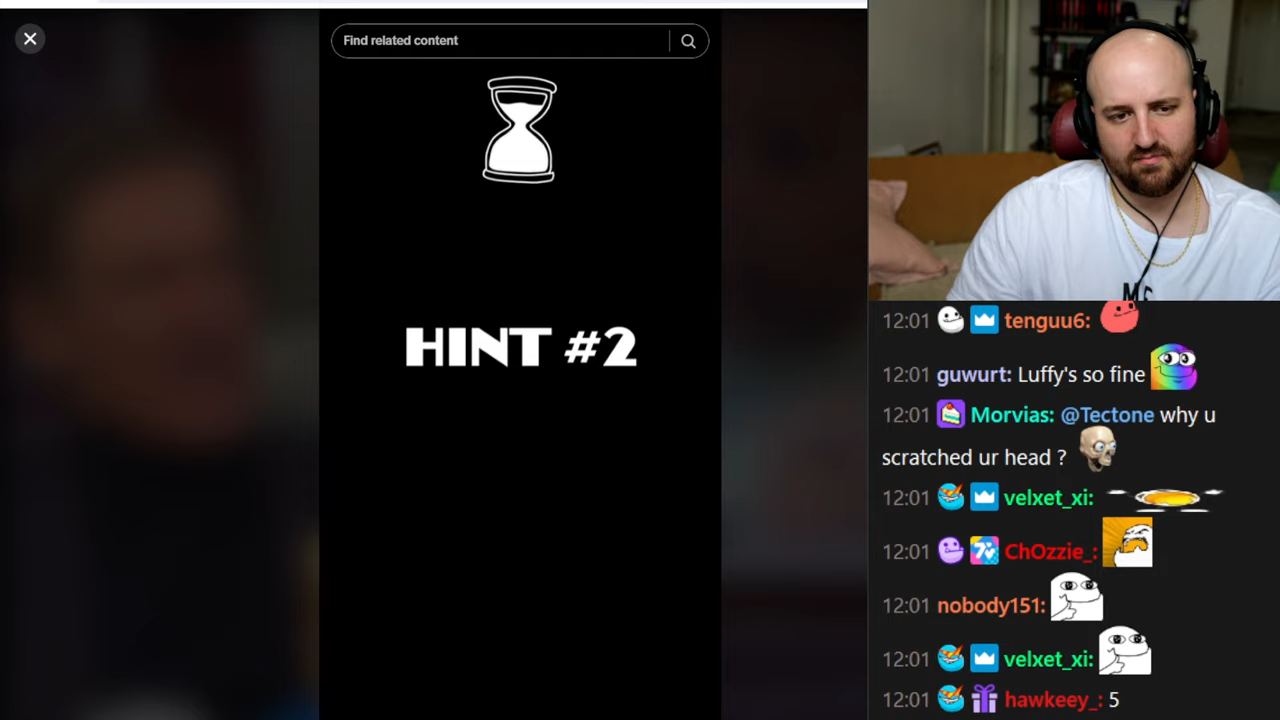 Find related content
HINT #2
12:01 tenguu6:
12:01 guwurt: Luffy's so fine
12:01 Morvias: @Tectone why u
scratched ur head ?
12:01 velxet_xi:
12:01 ChOzzie_:
12:01 nobody151:
12:01 velxet_xi:
12:01 hawkeey_: 5